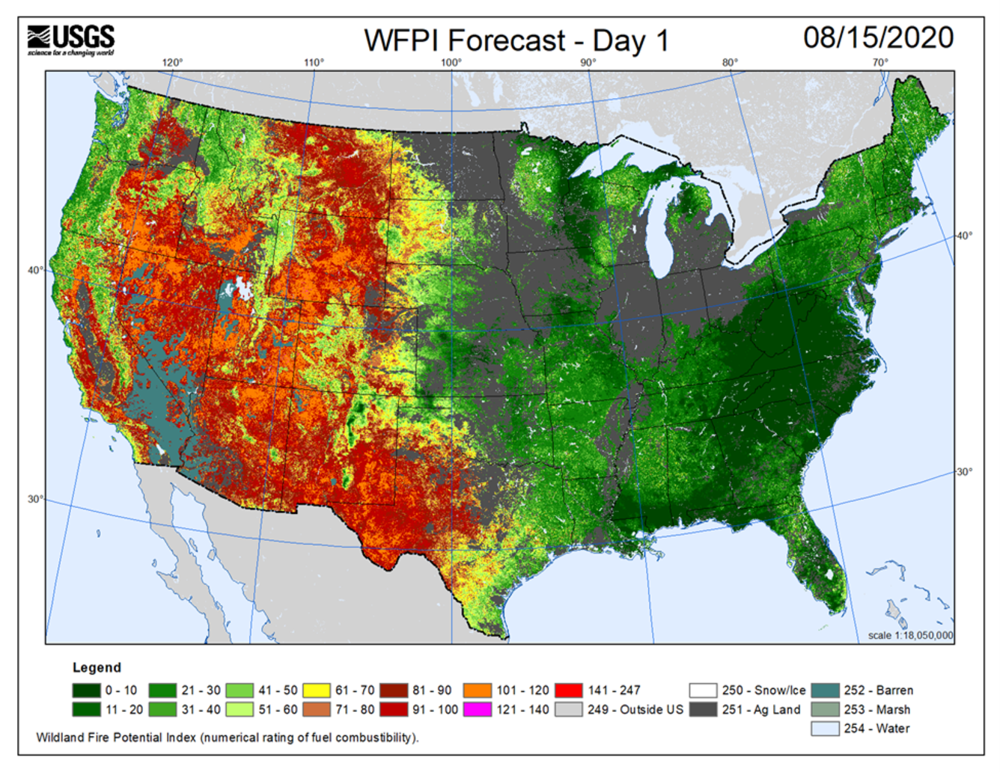 USGS
science for a changing world
WFPI Forecast - Day 1
08/15/2020
120° 110° 100° 90° 80° 70°
40° 40°
30° 30°
scale 1:18,050,000
Legend
0 - 10 21 - 30 41 - 50 61 - 70 81 - 90 101 - 120 141 - 247 250 - Snow/Ice 252 - Barren
11 - 20 31 - 40 51 - 60 71 - 80 91 - 100 121 - 140 249 - Outside US 251 - Ag Land 253 - Marsh
254 - Water
Wildland Fire Potential Index (numerical rating of fuel combustibility).